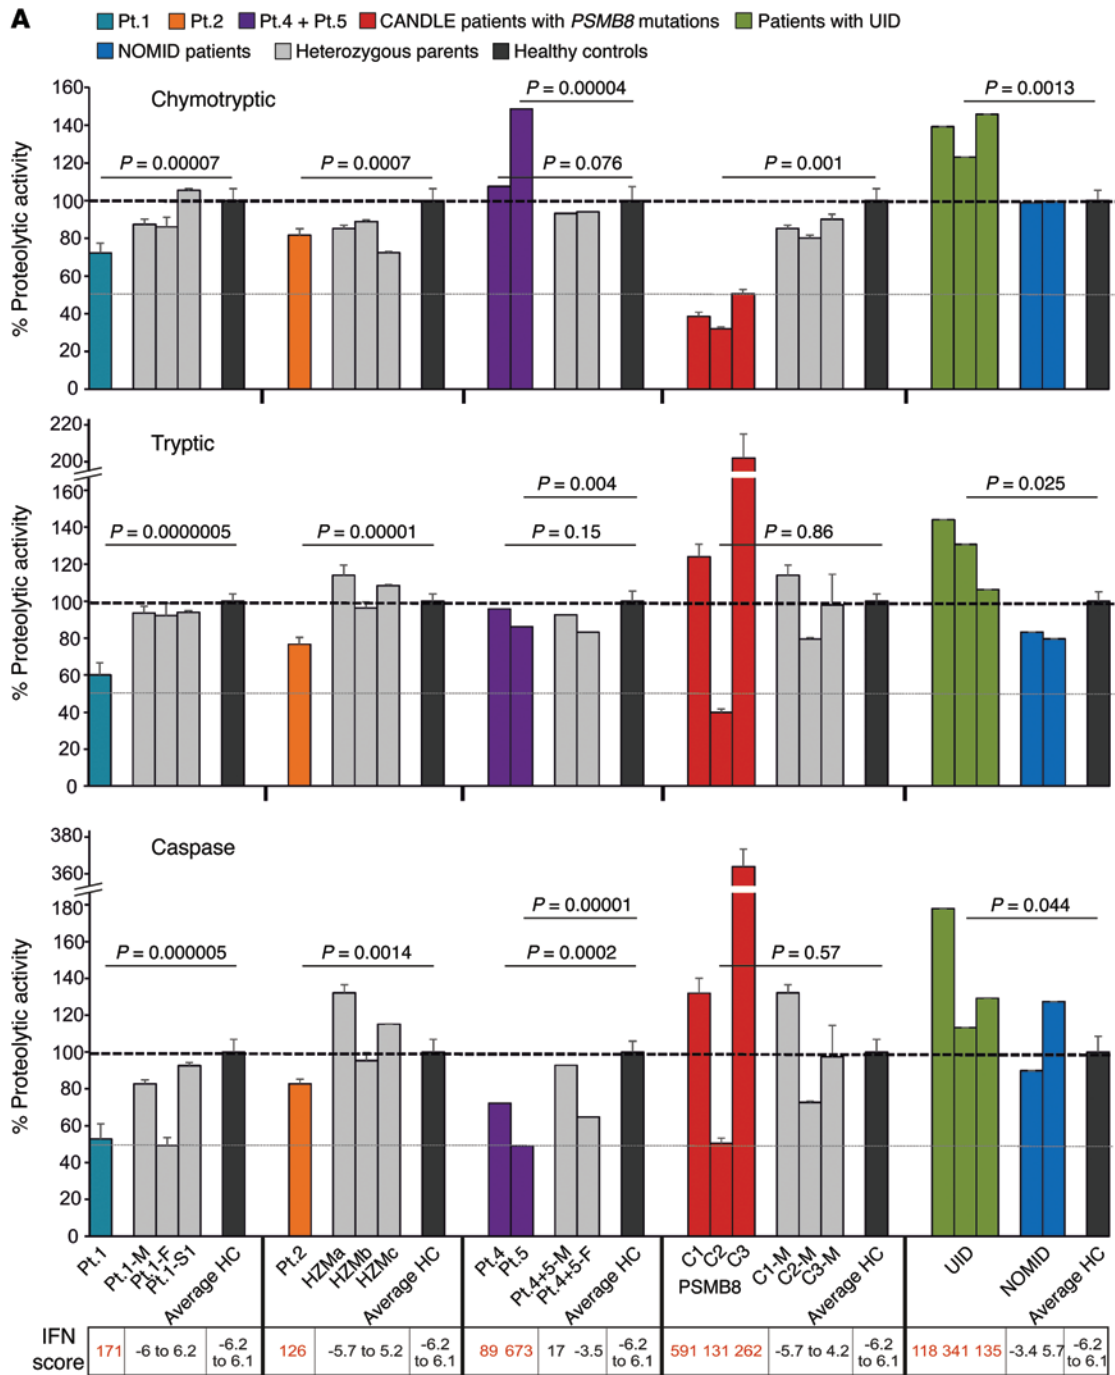 A
Pt.1 Pt.2 Pt.4 + Pt.5 CANDLE patients with PSMB8 mutations Patients with UID
NOMID patients Heterozygous parents Healthy controls
% Proteolytic activity
Chymotryptic
160
140
120
100
80
60
40
20
0
P = 0.00007
P = 0.0007
P = 0.00004
P = 0.076
P = 0.001
P = 0.0013
% Proteolytic activity
Tryptic
220
200
160
140
120
100
80
60
40
20
0
P = 0.0000005
P = 0.00001
P = 0.004
P = 0.15
P = 0.86
P = 0.025
% Proteolytic activity
Caspase
380
360
180
160
140
120
100
80
60
40
20
0
P = 0.000005
P = 0.0014
P = 0.00001
P = 0.0002
P = 0.57
P = 0.044
Pt.1 Pt.1-M Pt.1-F Pt.1-S1 Average HC Pt.2 HZMa HZMb HZMc Average HC Pt.4 Pt.5 Pt.4+5-M Pt.4+5-F Average HC C1 C2 C3 C1-M C2-M C3-M Average HC UID NOMID Average HC
PSMB8
IFN score 171 -6 to 6.2 -6.2 to 6.1 126 -5.7 to 5.2 -6.2 to 6.1 89 673 17 -3.5 -6.2 to 6.1 591 131 262 -5.7 to 4.2 -6.2 to 6.1 118 341 135 -3.4 5.7 -6.2 to 6.1